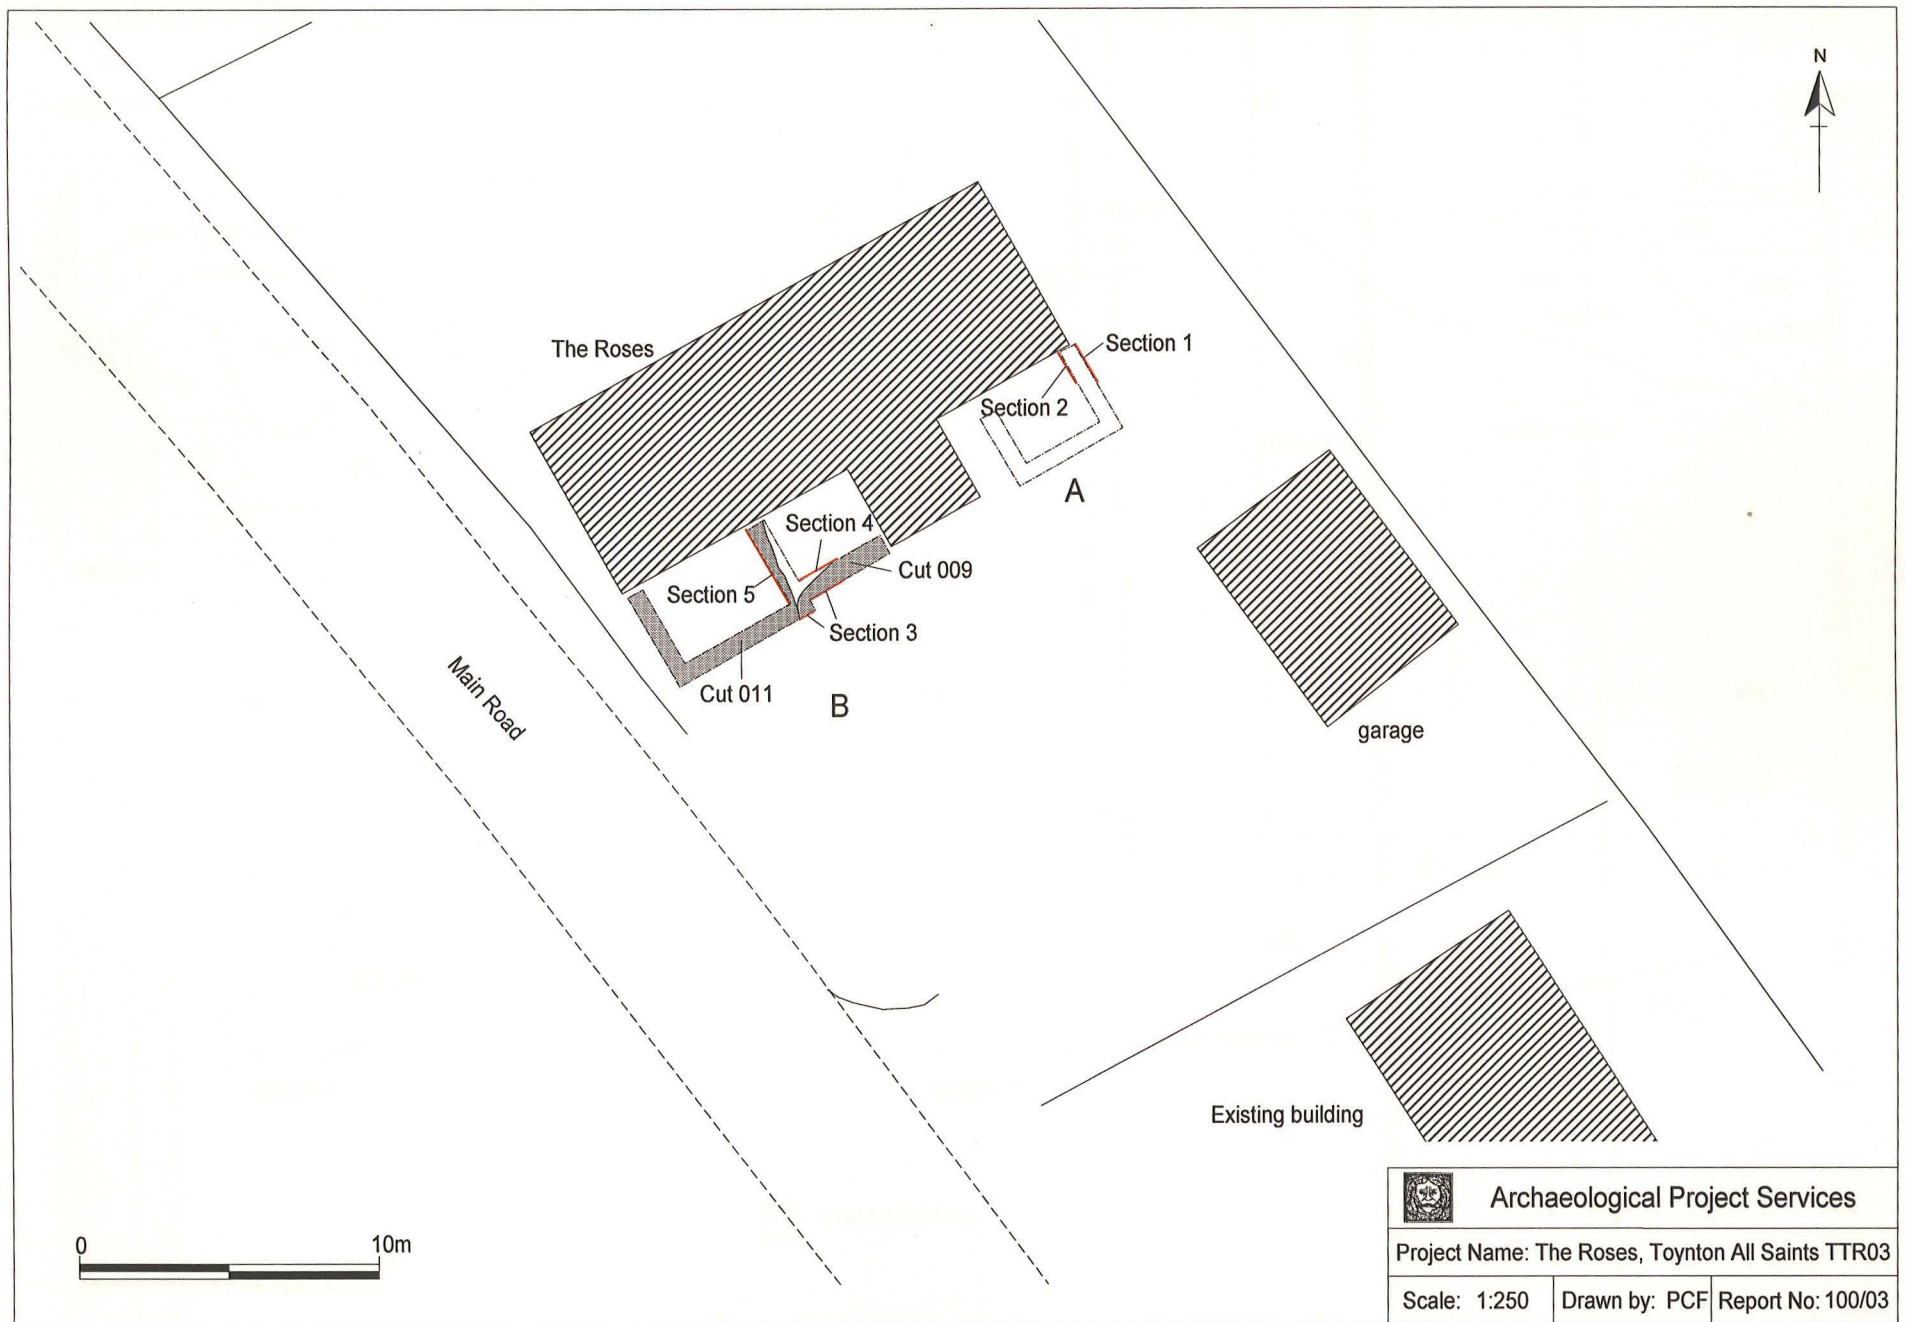 N
The Roses
Section 1
Section 2
A
Section 4
Cut 009
Section 5
Section 3
Cut 011
B
Main Road
garage
Existing building
0 10m
Archaeological Project Services
Project Name: The Roses, Toynton All Saints TTR03
Scale: 1:250 Drawn by: PCF Report No: 100/03